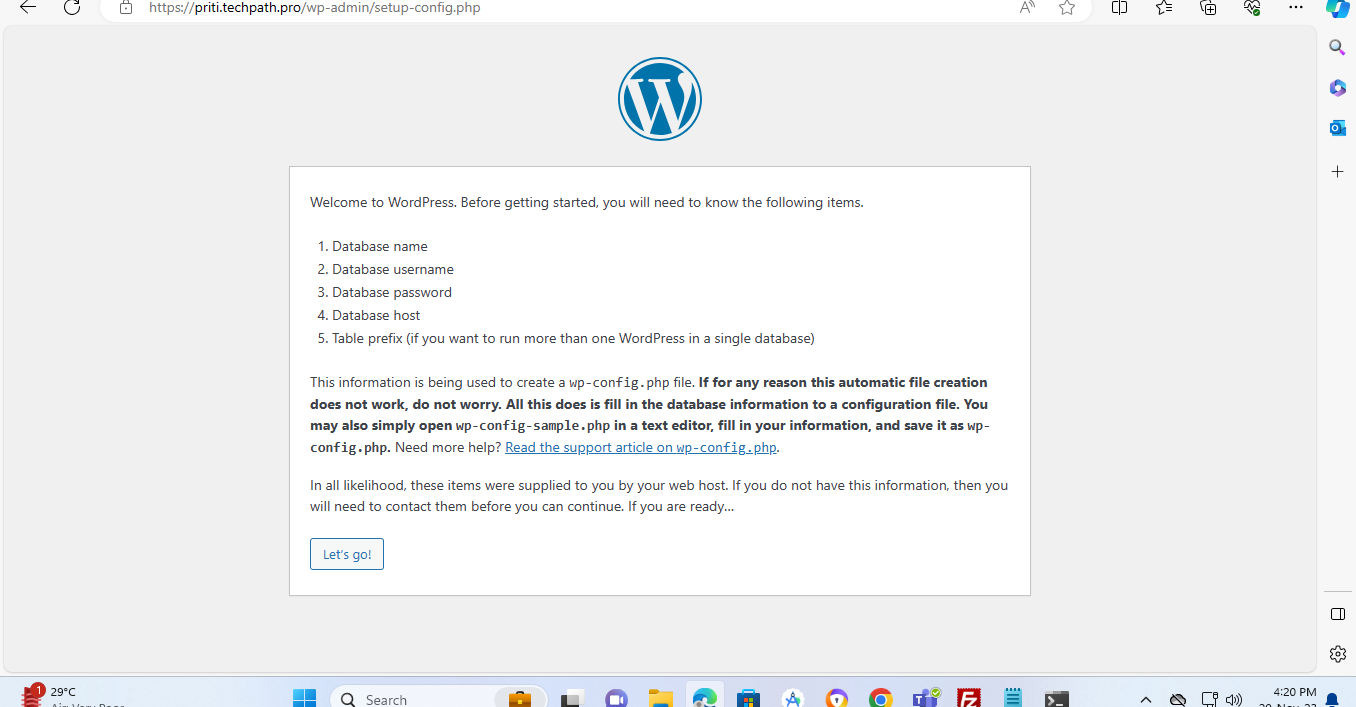 https://priti.techpath.pro/wp-admin/setup-config.php
Welcome to WordPress. Before getting started, you will need to know the following items.
1. Database name
2. Database username
3. Database password
4. Database host
5. Table prefix (if you want to run more than one WordPress in a single database)
This information is being used to create a wp-config.php file. If for any reason this automatic file creation
does not work, do not worry. All this does is fill in the database information to a configuration file. You
may also simply open wp-config-sample.php in a text editor, fill in your information, and save it as wp-
config.php. Need more help? Read the support article on wp-config.php.
In all likelihood, these items were supplied to you by your web host. If you do not have this information, then you
will need to contact them before you can continue. If you are ready...
Let's go!
1
29°C
Search
4:20 PM